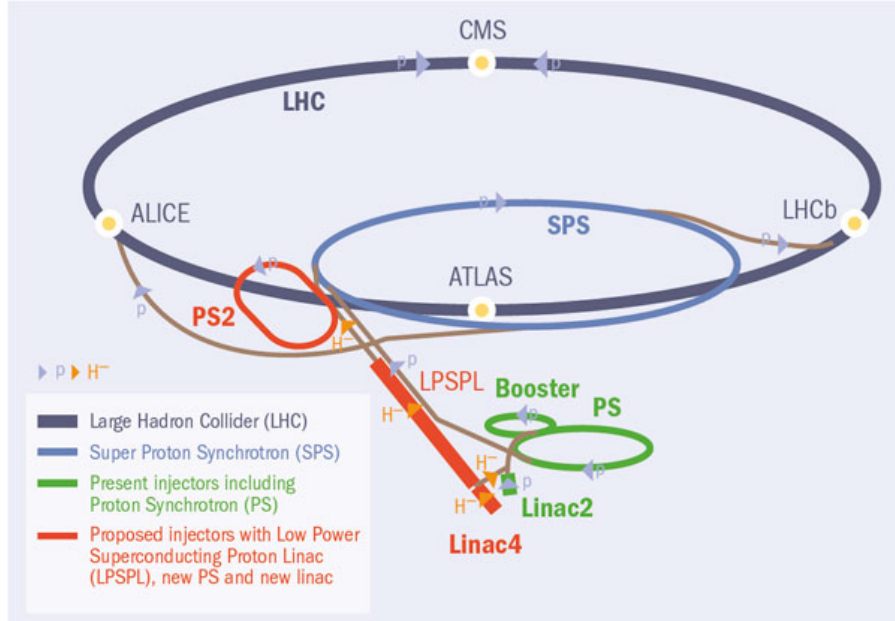 CMS
p
p
LHC
ALICE
p
SPS
LHCb
p
p
ATLAS
PS2
p
H⁻
p
p H⁻
LPSPL
Booster
PS
H⁻
p
p
H⁻
p
H⁻
Linac2
Linac4
Large Hadron Collider (LHC)
Super Proton Synchrotron (SPS)
Present injectors including
Proton Synchrotron (PS)
Proposed injectors with Low Power
Superconducting Proton Linac
(LPSPL), new PS and new linac